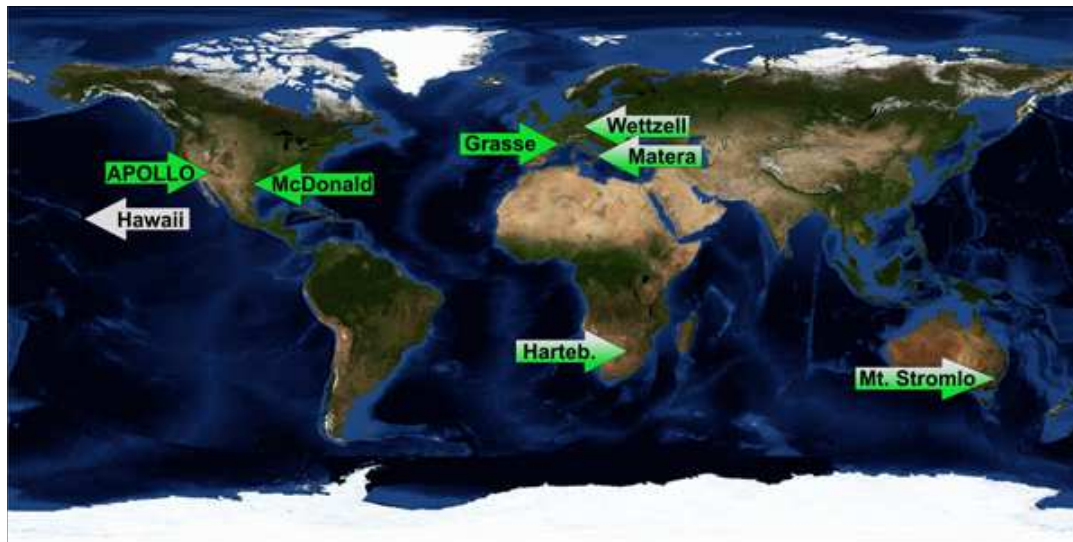 Wettzell
Grasse
Matera
APOLLO
McDonald
Hawaii
Harteb.
Mt. Stromlo